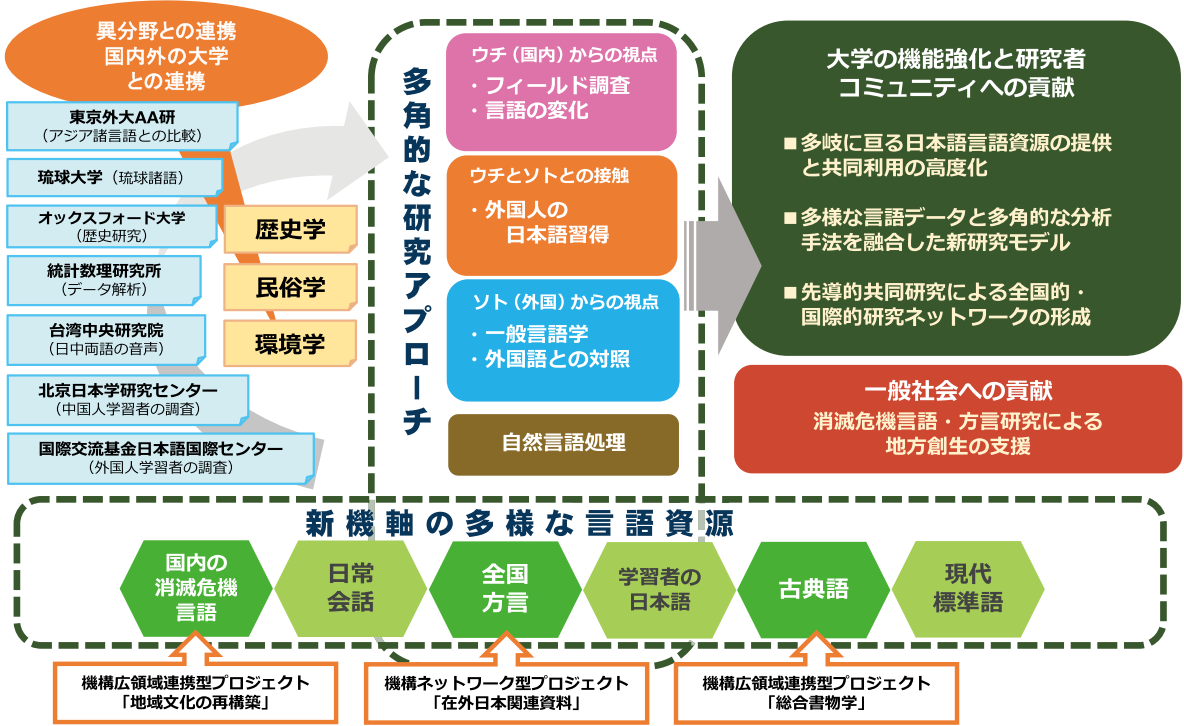 異分野との連携
国内外の大学
との連携
東京外大AA研
（アジア諸言語との比較）
琉球大学（琉球諸語）
オックスフォード大学
（歴史研究）
統計数理研究所
（データ解析）
台湾中央研究院
（日中両語の音声）
北京日本学研究センター
（中国人学習者の調査）
国際交流基金日本語国際センター
（外国人学習者の調査）
歴史学
民俗学
環境学
多角的な研究アプローチ
ウチ（国内）からの視点
・フィールド調査
・言語の変化
ウチとソトとの接触
・外国人の
日本語習得
ソト（外国）からの視点
・一般言語学
・外国語との対照
自然言語処理
大学の機能強化と研究者
コミュニティへの貢献
■多岐に亘る日本語言語資源の提供
と共同利用の高度化
■多様な言語データと多角的な分析
手法を融合した新研究モデル
■先導的共同研究による全国的・
国際的研究ネットワークの形成
一般社会への貢献
消滅危機言語・方言研究による
地方創生の支援
新機軸の多様な言語資源
国内の
消滅危機
言語
日常
会話
全国
方言
学習者の
日本語
古典語
現代
標準語
機構広領域連携型プロジェクト
「地域文化の再構築」
機構ネットワーク型プロジェクト
「在外日本関連資料」
機構広領域連携型プロジェクト
「総合書物学」